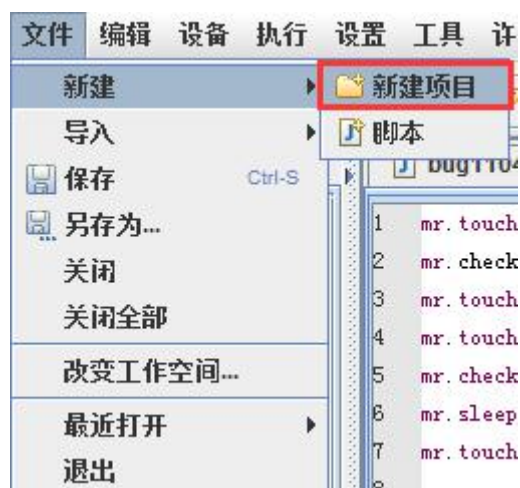 文件 编辑 设备 执行 设置 工具 许
新建
新建项目
导入
脚本
保存 Ctrl-S
另存为...
关闭
关闭全部
改变工作空间...
最近打开
退出
bug1104
1 mr.touch
2 mr.check
3 mr.touch
4 mr.touch
5 mr.check
6 mr.sleep
7 mr.touch